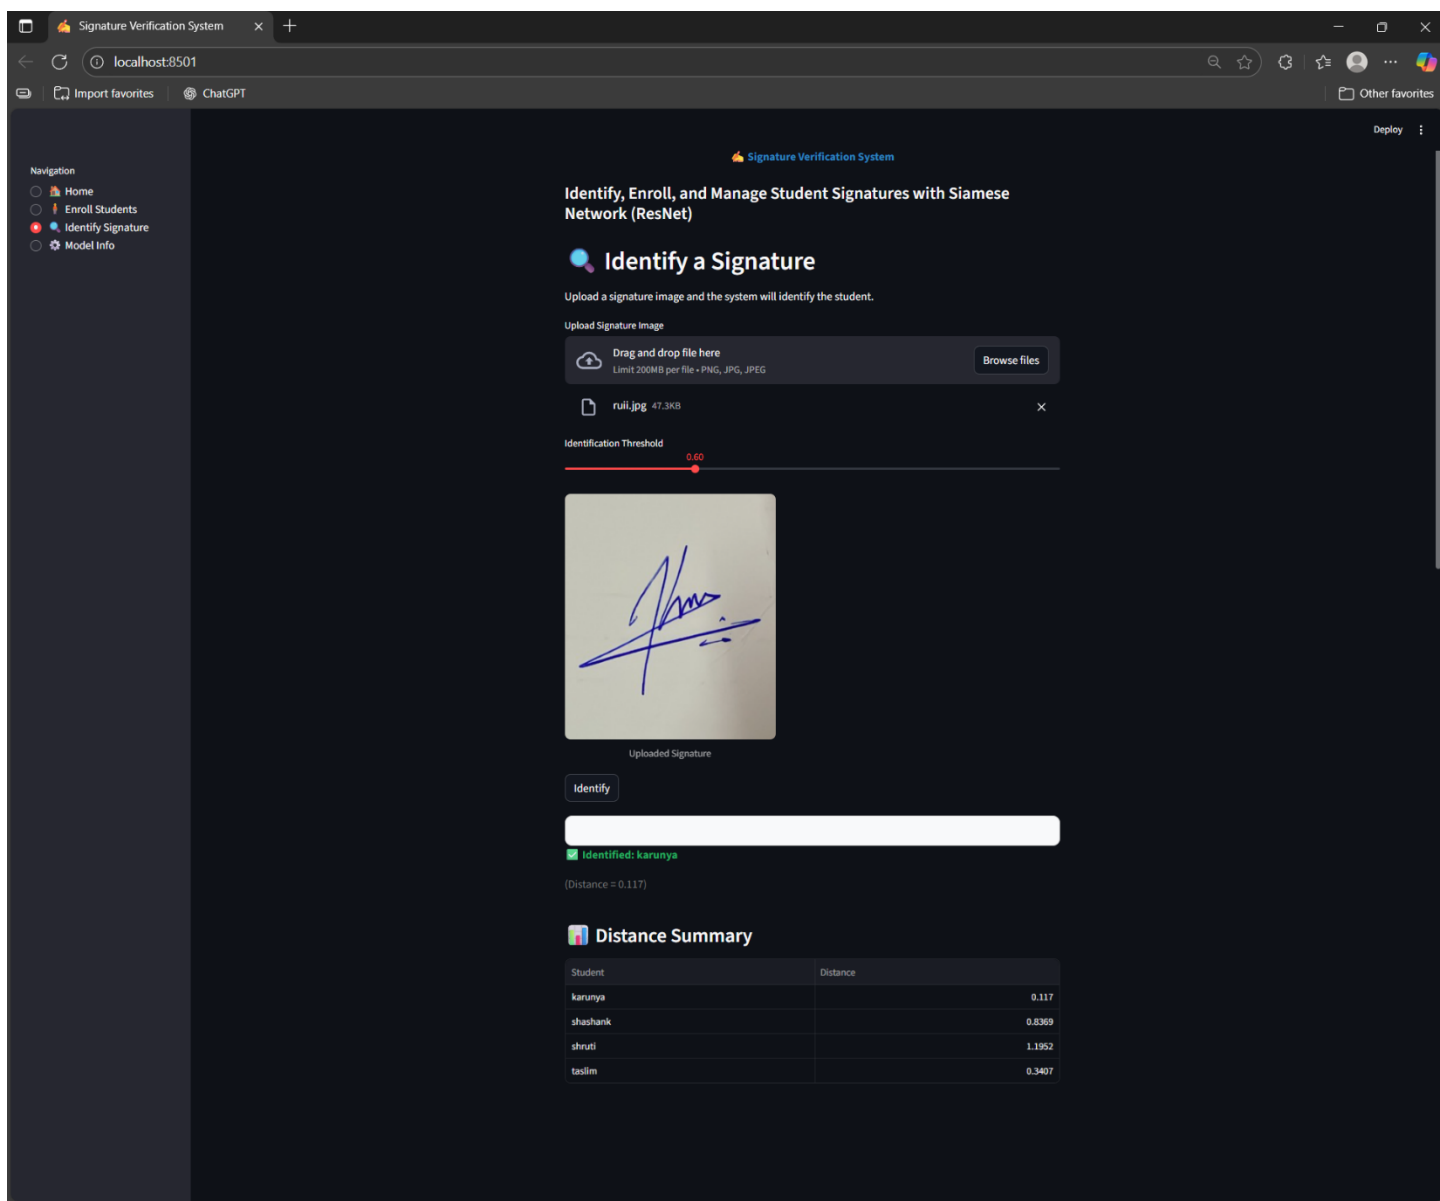 Signature Verification System
localhost:8501
Import favorites
ChatGPT
Other favorites
Deploy
Navigation
Home
Enroll Students
Identify Signature
Model Info
Signature Verification System
Identify, Enroll, and Manage Student Signatures with Siamese
Network (ResNet)
Identify a Signature
Upload a signature image and the system will identify the student.
Upload Signature Image
Drag and drop file here
Limit 200MB per file • PNG, JPG, JPEG
Browse files
ruii.jpg 47.3KB
Identification Threshold
0.60
Uploaded Signature
Identify
✅ Identified: karunya
(Distance = 0.117)
Distance Summary
Student Distance
karunya 0.117
shashank 0.8369
shruti 1.1952
taslim 0.3407